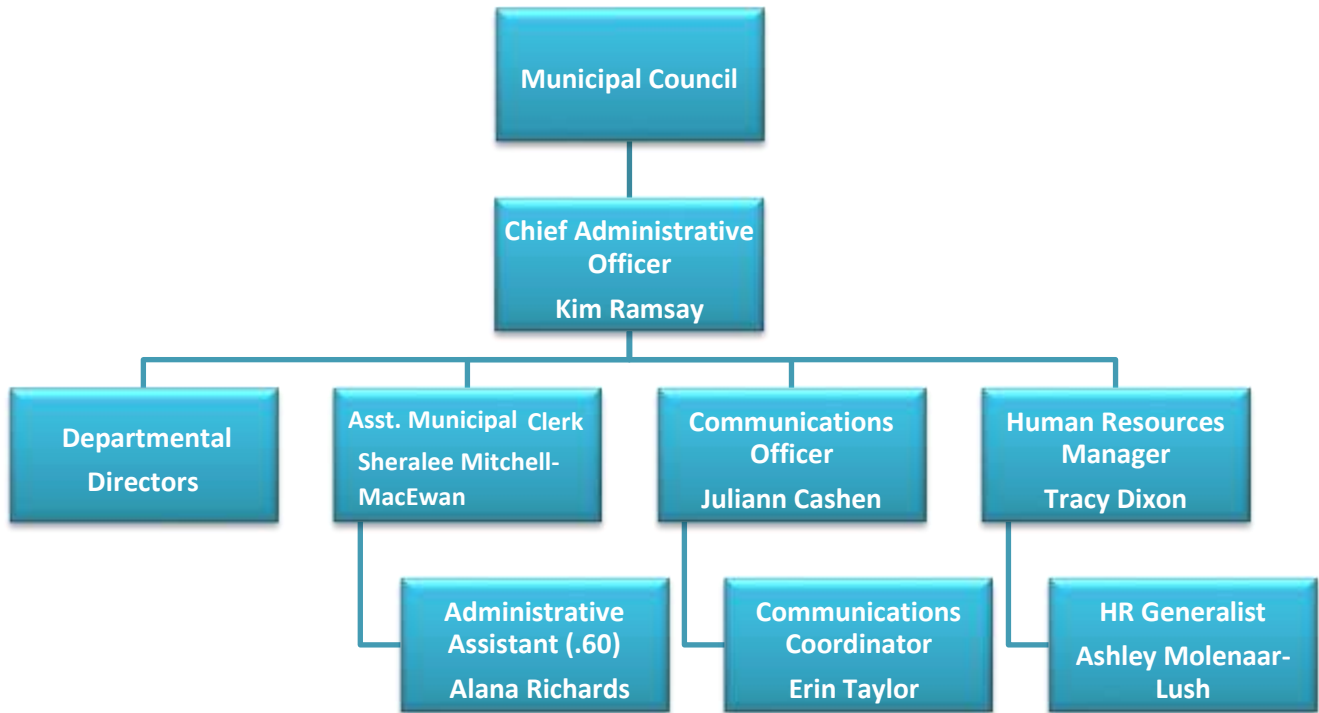 Municipal Council
Chief Administrative
Officer
Kim Ramsay
Departmental
Directors
Asst. Municipal Clerk
Sheralee Mitchell-
MacEwan
Communications
Officer
Juliann Cashen
Human Resources
Manager
Tracy Dixon
Administrative
Assistant (.60)
Alana Richards
Communications
Coordinator
Erin Taylor
HR Generalist
Ashley Molenaar-
Lush